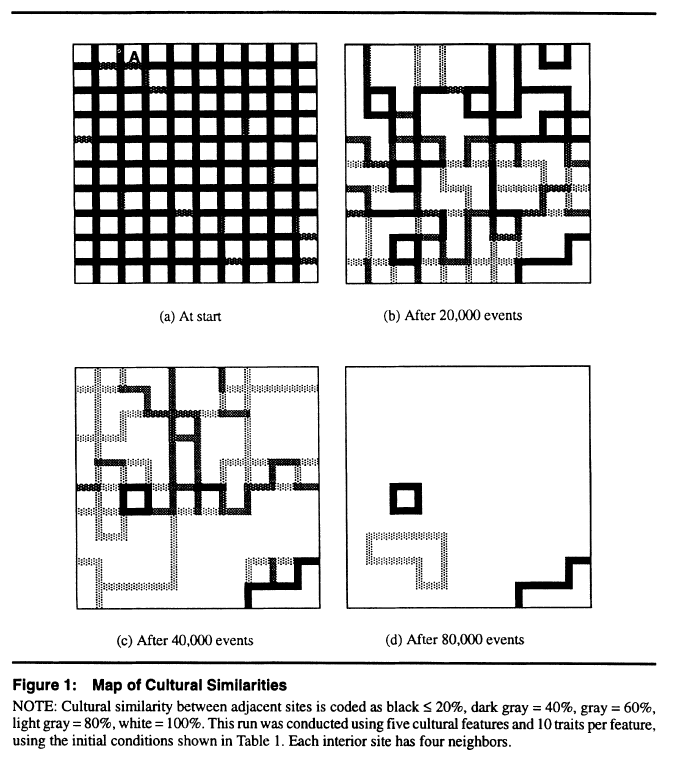 A
(a) At start
(b) After 20,000 events
(c) After 40,000 events
(d) After 80,000 events
Figure 1: Map of Cultural Similarities
NOTE: Cultural similarity between adjacent sites is coded as black ≤ 20%, dark gray = 40%, gray = 60%,
light gray = 80%, white = 100%. This run was conducted using five cultural features and 10 traits per feature,
using the initial conditions shown in Table 1. Each interior site has four neighbors.